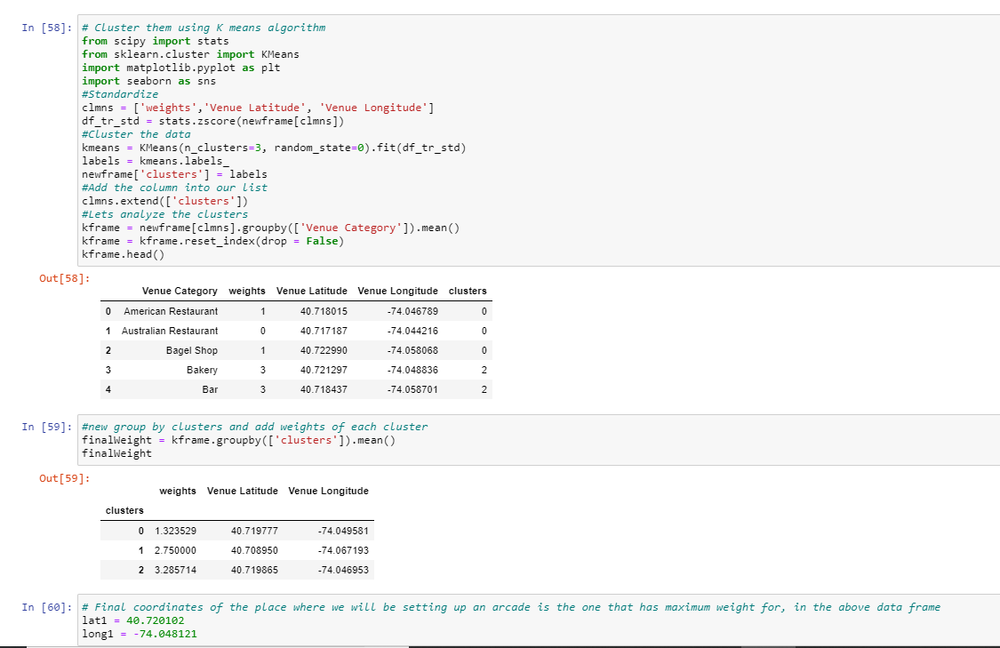 In [58]: # Cluster them using K means algorithm
from scipy import stats
from sklearn.cluster import KMeans
import matplotlib.pyplot as plt
import seaborn as sns
#Standardize
clmns = ['weights','Venue Latitude', 'Venue Longitude']
df_tr_std = stats.zscore(newframe[clmns])
#Cluster the data
kmeans = KMeans(n_clusters=3, random_state=0).fit(df_tr_std)
labels = kmeans.labels_
newframe['clusters'] = labels
#Add the column into our list
clmns.extend(['clusters'])
#Lets analyze the clusters
kframe = newframe[clmns].groupby(['Venue Category']).mean()
kframe = kframe.reset_index(drop = False)
kframe.head()
Out[58]:
Venue Category weights Venue Latitude Venue Longitude clusters
0 American Restaurant 1 40.718015 -74.046789 0
1 Australian Restaurant 0 40.717187 -74.044216 0
2 Bagel Shop 1 40.722990 -74.058068 0
3 Bakery 3 40.721297 -74.048836 2
4 Bar 3 40.718437 -74.058701 2
In [59]: #new group by clusters and add weights of each cluster
finalWeight = kframe.groupby(['clusters']).mean()
finalWeight
Out[59]:
weights Venue Latitude Venue Longitude
clusters
0 1.323529 40.719777 -74.049581
1 2.750000 40.708950 -74.067193
2 3.285714 40.719865 -74.046953
In [60]: # Final coordinates of the place where we will be setting up an arcade is the one that has maximum weight for, in the above data frame
lat1 = 40.720102
long1 = -74.048121